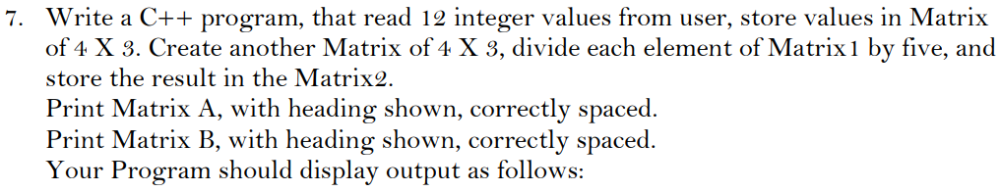 7. Write a C++ program, that read 12 integer values from user, store values in Matrix
of 4 X 3. Create another Matrix of 4 X 3, divide each element of Matrix1 by five, and
store the result in the Matrix2.
Print Matrix A, with heading shown, correctly spaced.
Print Matrix B, with heading shown, correctly spaced.
Your Program should display output as follows: